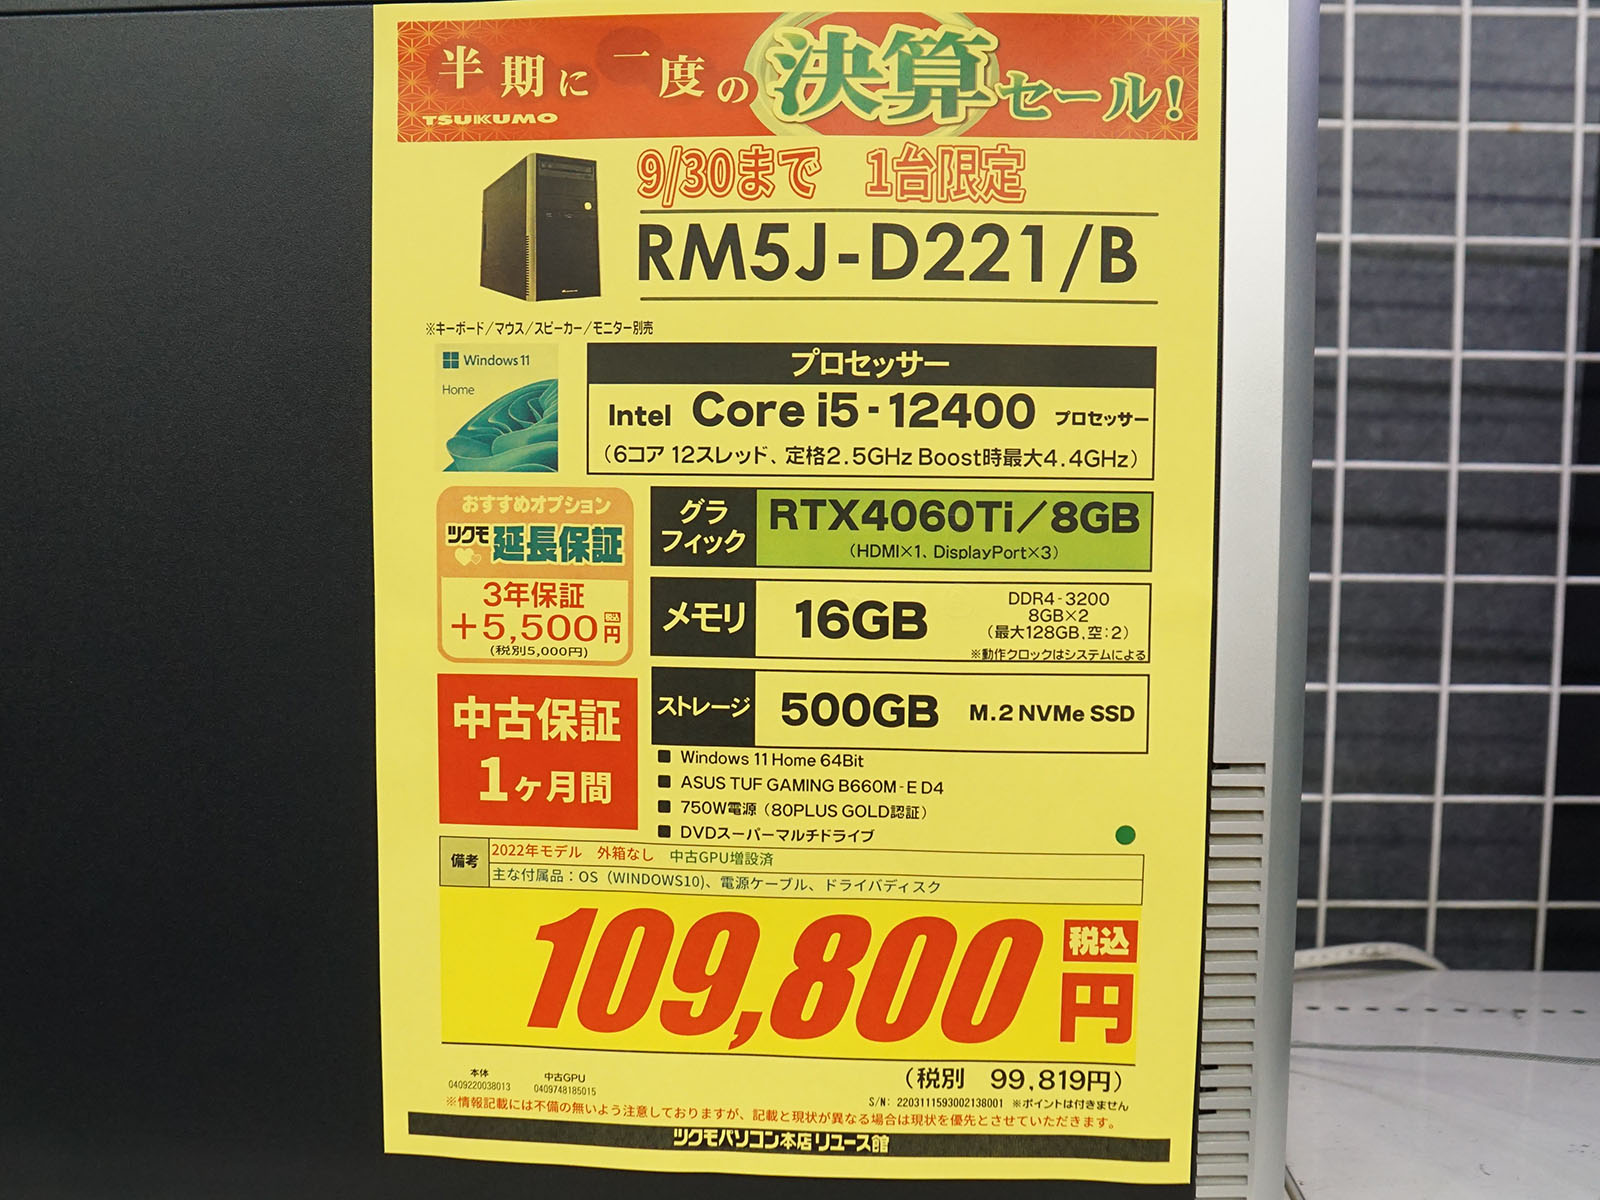 半期に一度の決算セール!
TSUKUMO
9/30まで 1台限定
RM5J-D221/B
※キーボード/マウス/スピーカー/モニター別売
Windows 11
Home
プロセッサー
Intel Core i5-12400 プロセッサー
(6コア 12スレッド、定格2.5GHz Boost時最大4.4GHz)
おすすめオプション
ツクモ延長保証
3年保証
+5,500税込円
(税別5,000円)
グラフィック
RTX4060Ti/8GB
(HDMI×1、DisplayPort×3)
メモリ
16GB
DDR4-3200
8GB×2
(最大128GB,空:2)
※動作クロックはシステムによる
中古保証
1ヶ月間
ストレージ
500GB M.2 NVMe SSD
■ Windows 11 Home 64Bit
■ ASUS TUF GAMING B660M-E D4
■ 750W電源(80PLUS GOLD認証)
■ DVDスーパーマルチドライブ
備考
2022年モデル 外箱なし 中古GPU増設済
主な付属品:OS(WINDOWS10)、電源ケーブル、ドライバディスク
109,800税込円
(税別 99,819円)
本体
0409220038013
中古GPU
0409748185015
S/N: 2203111593002138001 ※ポイントは付きません
※情報記載には不備の無いよう注意しておりますが、記載と現状が異なる場合は現状を優先とさせていただきます。
ツクモパソコン本店リユース館